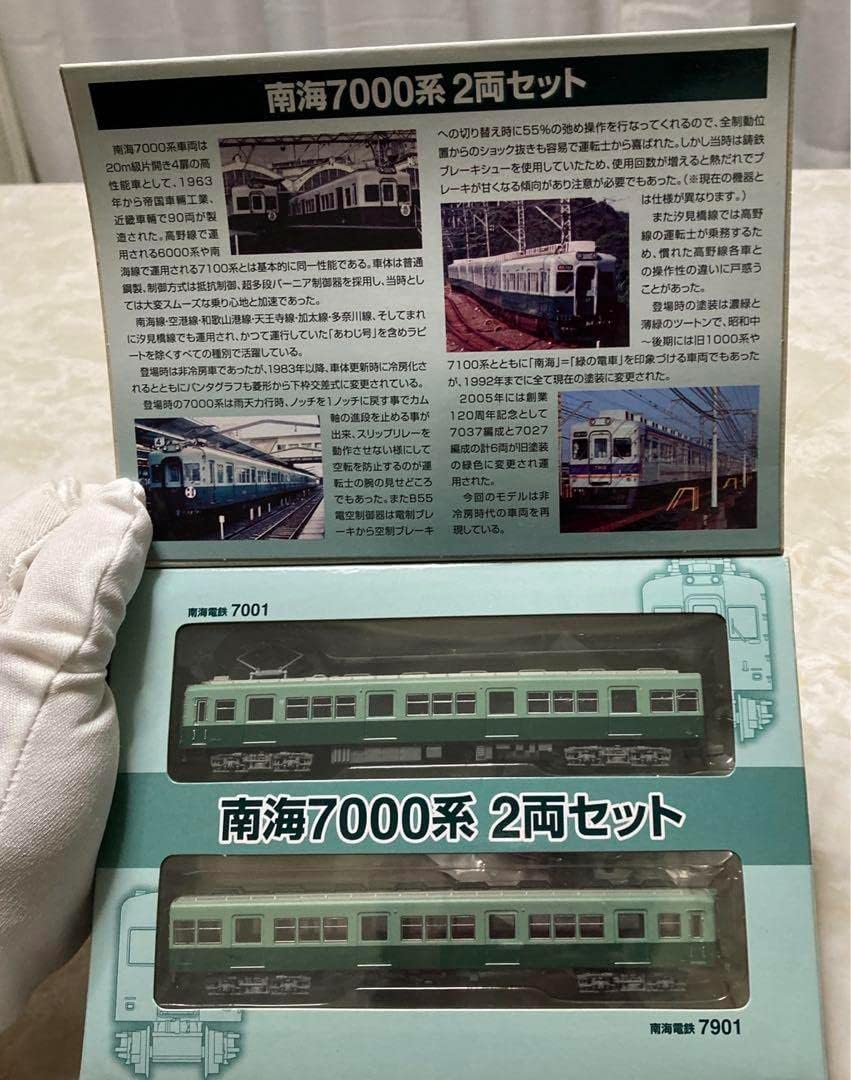 南海7000系 2両セット
南海7000系車両は
20m級片開き4扉の高
性能車として、1963
年から帝国車輛工業、
近畿車輛で90両が製
造された。高野線で運
用される6000系や南
海線で運用される7100系とは基本的に同一性能である。車体は普通
鋼製、制御方式は抵抗制御、超多段バーニア制御器を採用し、当時とし
ては大変スムーズな乗り心地と加速であった。
南海線・空港線・和歌山港線・天王寺線・加太線・多奈川線、そしてまれ
に汐見橋線でも運用され、かつて運行していた「あわじ号」を含めラピ
ートを除くすべての種別で活躍している。
登場時は非冷房車であったが、1983年以降、車体更新時に冷房化さ
れるとともにパンタグラフも菱形から下枠交差式に変更されている。
登場時の7000系は雨天力行時、ノッチを1ノッチに戻す事でカム
軸の進段を止める事が
出来、スリップリレーを
動作させない様にして
空転を防止するのが運
転士の腕の見せどころ
でもあった。またB55
電空制御器は電制ブレ
ーキから空制ブレーキ
への切り替え時に55%の弛め操作を行なってくれるので、全制動位
置からのショック抜きも容易で運転士から喜ばれた。しかし当時は鋳鉄
ブレーキシューを使用していたため、使用回数が増えると熱だれでブ
レーキが甘くなる傾向があり注意が必要でもあった。(※現在の機器と
は仕様が異なります。)
また汐見橋線では高野
線の運転士が乗務するた
め、慣れた高野線各車と
の操作性の違いに戸惑う
ことがあった。
登場時の塗装は濃緑と
薄緑のツートンで、昭和中
～後期には旧1000系や
7100系とともに「南海」=「緑の電車」を印象づける車両でもあった
が、1992年までに全て現在の塗装に変更された。
2005年には創業
120周年記念として
7037編成と7027
編成の計6両が旧塗装
の緑色に変更され運
用された。
今回のモデルは非
冷房時代の車両を再
現している。
南海電鉄 7001
南海7000系 2両セット
南海電鉄 7901